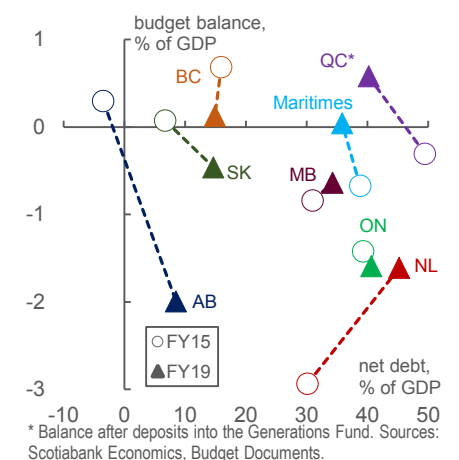 budget balance,
% of GDP
1
0
-1
-2
-3
BC
QC*
Maritimes
SK
MB
ON
NL
AB
FY15
FY19
net debt,
% of GDP
-10 0 10 20 30 40 50
* Balance after deposits into the Generations Fund. Sources:
Scotiabank Economics, Budget Documents.